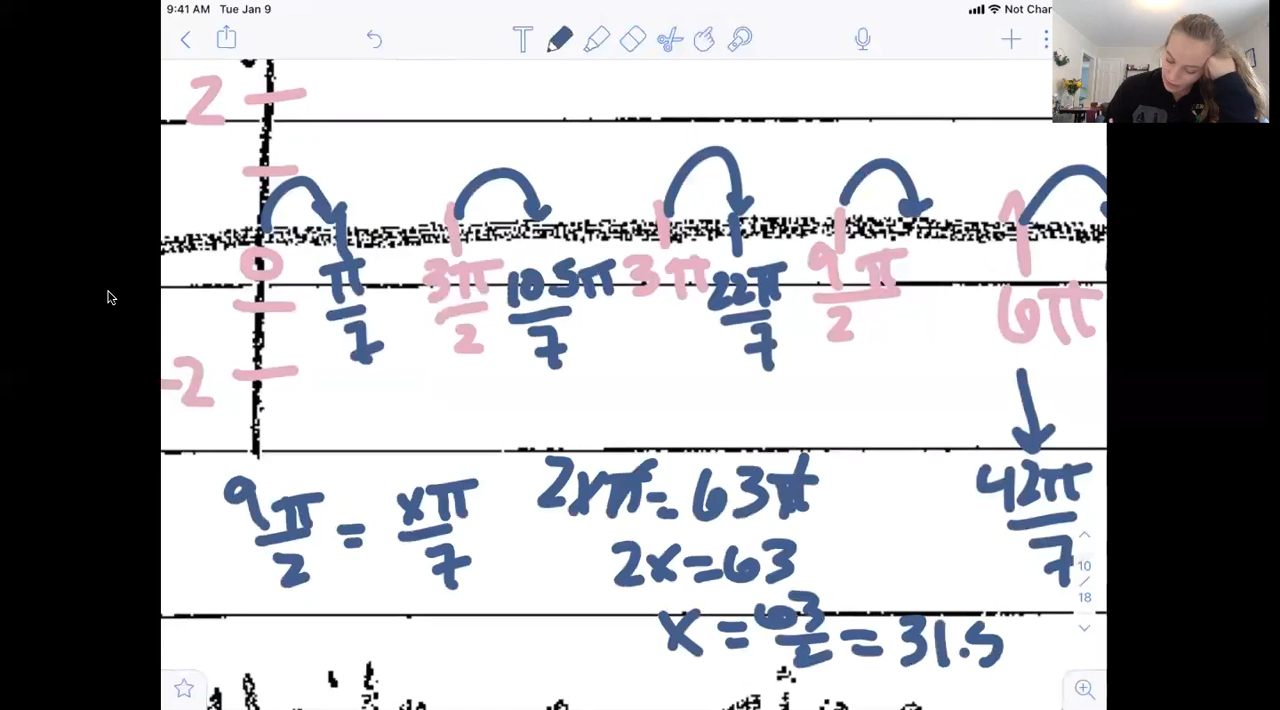 9:41 AM Tue Jan 9
Not Char
T
2
0
π/7
3π/2
10.5π/7
3π
22π/7
9π/2
6π
-2
42π/7
9π/2 = xπ/7
2xπ = 63π
2x = 63
x = 63/2 = 31.5
10
/
18